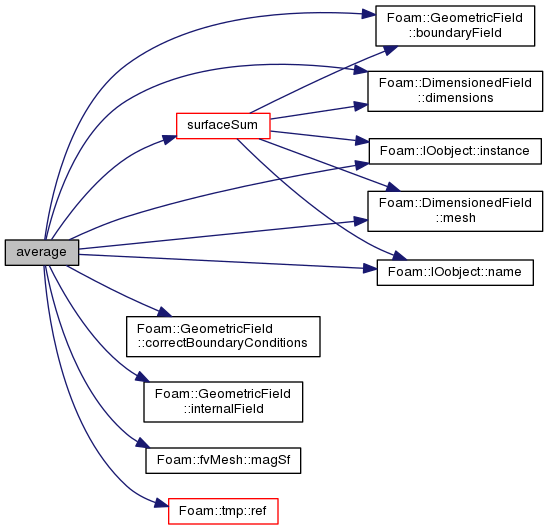 Foam::GeometricField
::boundaryField
Foam::DimensionedField
::dimensions
surfaceSum
Foam::IOobject::instance
Foam::DimensionedField
::mesh
average
Foam::IOobject::name
Foam::GeometricField
::correctBoundaryConditions
Foam::GeometricField
::internalField
Foam::fvMesh::magSf
Foam::tmp::ref